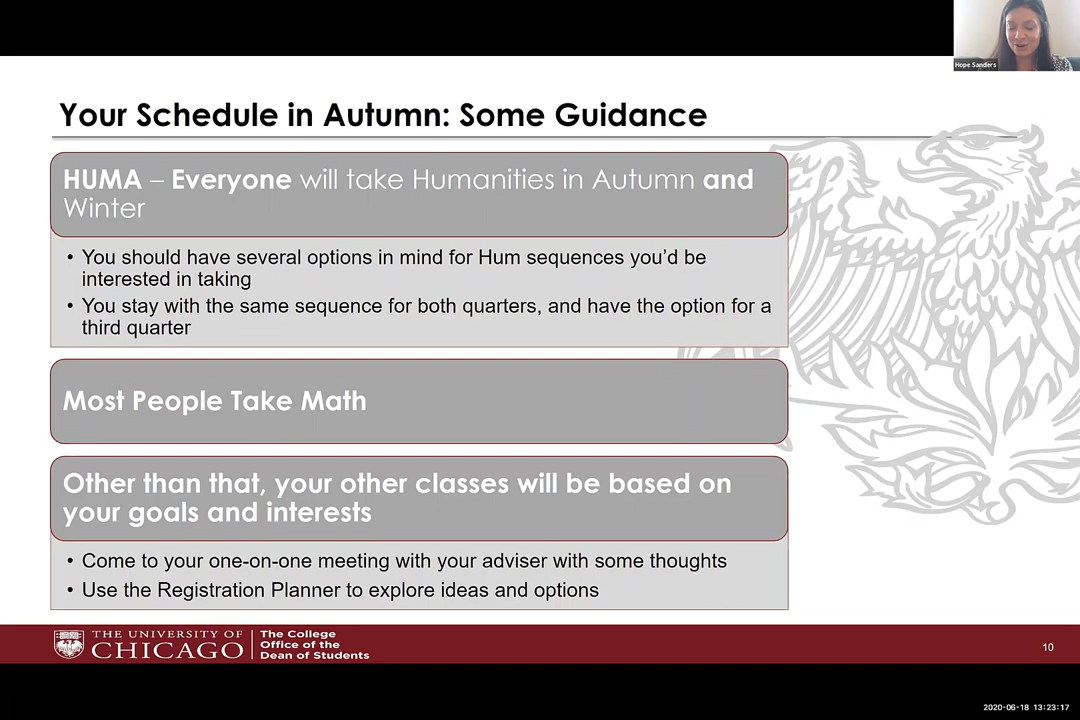 Hope Sanders
Your Schedule in Autumn: Some Guidance
HUMA – Everyone will take Humanities in Autumn and
Winter
• You should have several options in mind for Hum sequences you'd be
interested in taking
• You stay with the same sequence for both quarters, and have the option for a
third quarter
Most People Take Math
Other than that, your other classes will be based on
your goals and interests
• Come to your one-on-one meeting with your adviser with some thoughts
• Use the Registration Planner to explore ideas and options
THE UNIVERSITY OF
CHICAGO
The College
Office of the
Dean of Students
10
2020-06-18 13:23:17